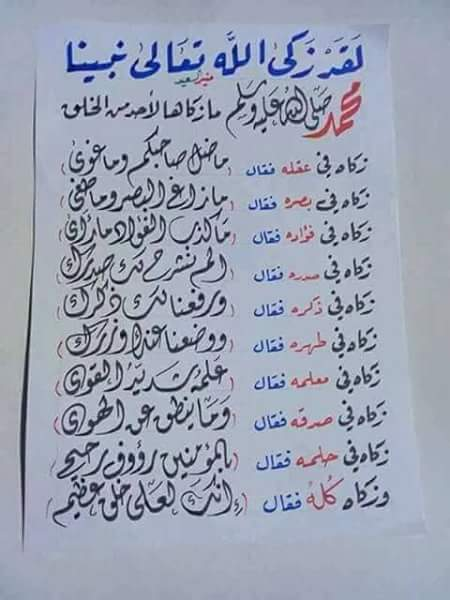 لقد زكى الله تعالى نبينا
منير السعيد
محمد صلى الله عليه وسلم ما زكاها لأحد من الخلق
زكاه في عقله فقال (ما ضل صاحبكم وما غوى)
زكاه في بصره فقال (ما زاغ البصر وما طغى)
زكاه في فؤاده فقال (ما كذب الفؤاد ما رأى)
زكاه في صدره فقال (الم نشرح لك صدرك)
زكاه في ذكره فقال (ورفعنا لك ذكرك)
زكاه في طهره فقال (ووضعنا عنك وزرك)
زكاه في معلمه فقال (علمه شديد القوى)
زكاه في صدقه فقال (وما ينطق عن الهوى)
زكاه في حلمه فقال (بالمؤمنين رؤوف رحيم)
وزكاه كله فقال (إنك لعلى خلق عظيم)